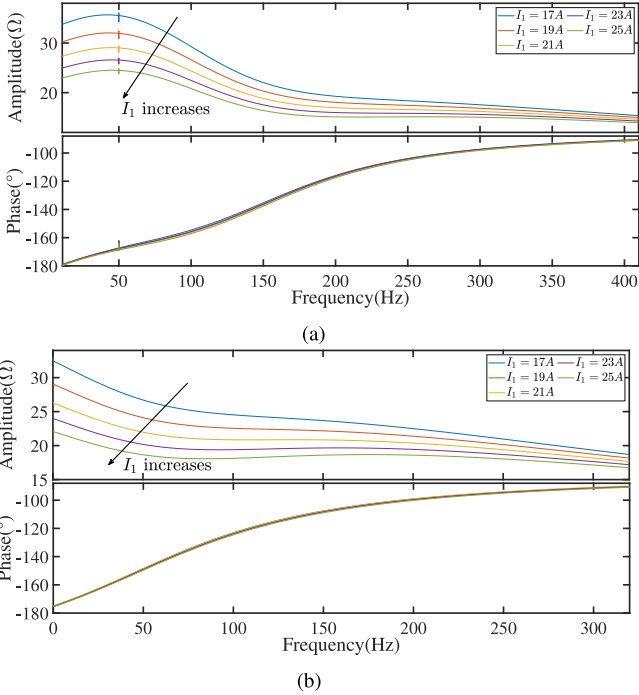 Amplitude(Ω)
30
20
I₁ = 17A I₁ = 23A
I₁ = 19A I₁ = 25A
I₁ = 21A
I₁ increases
Phase(°)
-100
-120
-140
-160
-180
50 100 150 200 250 300 350 400
Frequency(Hz)
(a)
Amplitude(Ω)
30
25
20
15
I₁ = 17A I₁ = 23A
I₁ = 19A I₁ = 25A
I₁ = 21A
I₁ increases
Phase(°)
-100
-120
-140
-160
-180
0 50 100 150 200 250 300
Frequency(Hz)
(b)